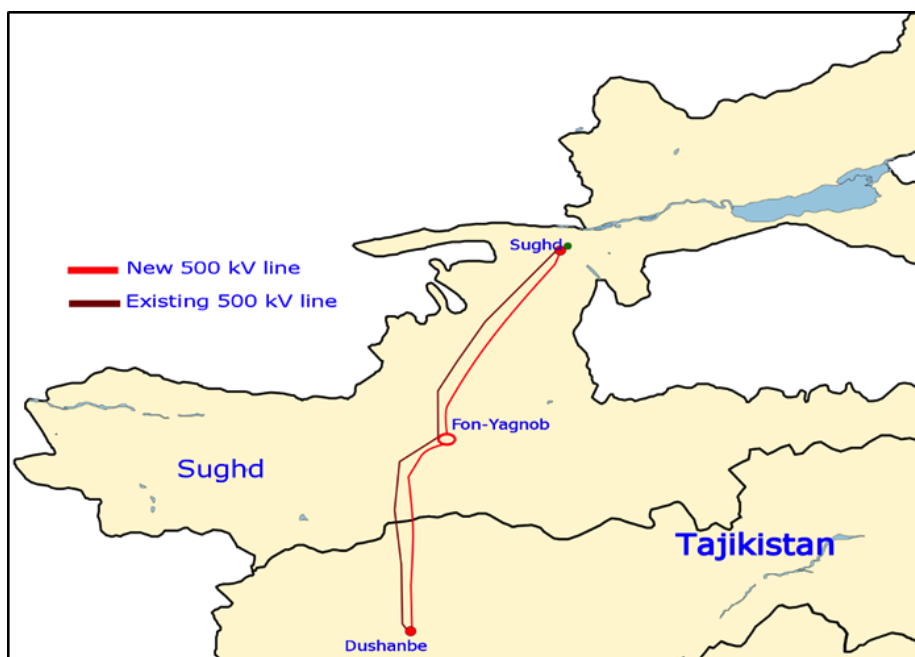 Sughd
New 500 kV line
Existing 500 kV line
Fon-Yagnob
Sughd
Tajikistan
Dushanbe